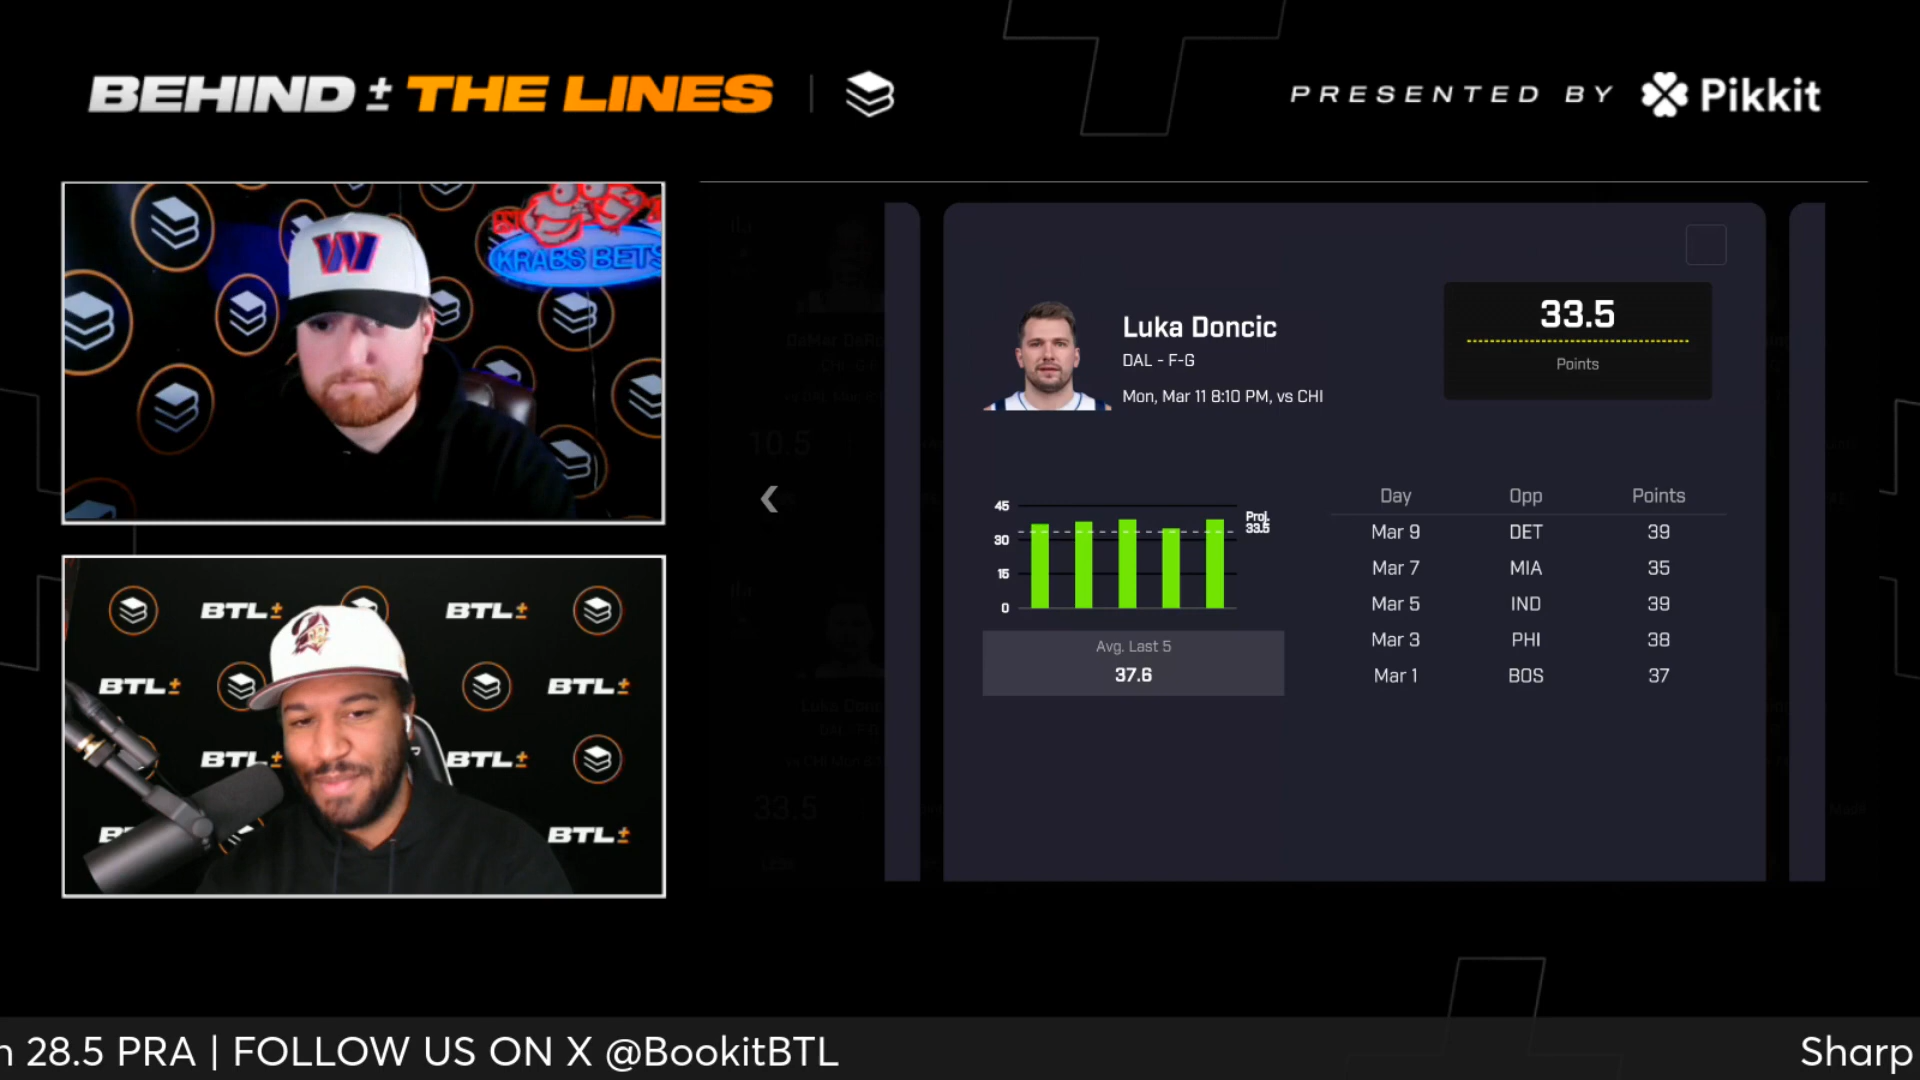 BEHIND ± THE LINES
PRESENTED BY Pikkit
KRABS BETS
BTL± BTL±
BTL± BTL±
BTL± BTL±
BTL±
33.5
Points
Luka Doncic
DAL - F-G
Mon, Mar 11 8:10 PM, vs CHI
45
30
15
0
Proj.
33.5
Avg. Last 5
37.6
Day Opp Points
Mar 9 DET 39
Mar 7 MIA 35
Mar 5 IND 39
Mar 3 PHI 38
Mar 1 BOS 37
10.5
33.5
28.5 PRA | FOLLOW US ON X @BookitBTL
Sharp